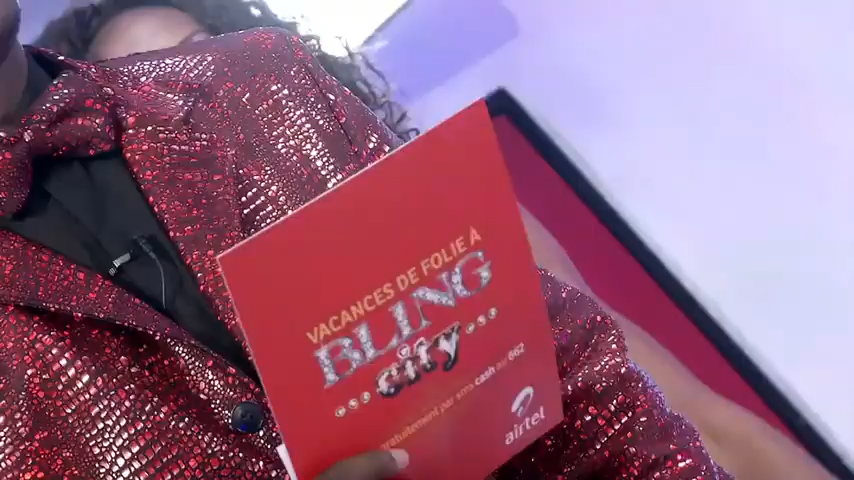 VACANCES DE FOLIE À
BLING
city
gratuitement par sms cash au 662
airtel